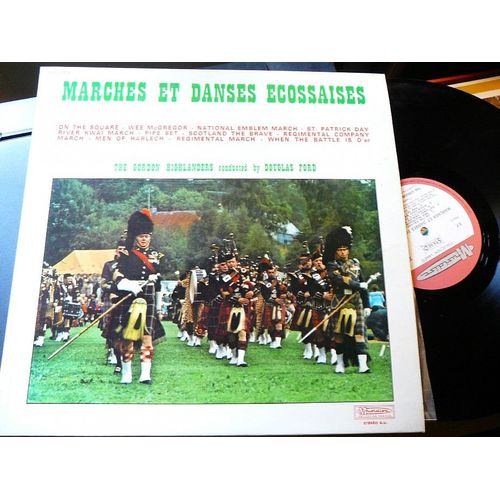 MARCHES ET DANSES ECOSSAISES
ON THE SQUARE - WEE McGREGOR - NATIONAL EMBLEM MARCH - ST. PATRICK DAY
RIVER KWAI MARCH - PIPE SET - SCOTLAND THE BRAVE - REGIMENTAL COMPANY
MARCH - MEN OF HARLECH - REGIMENTAL MARCH - WHEN THE BATTLE IS O'er
THE GORDON HIGHLANDERS conducted by DOUGLAS FORD
Musidisc